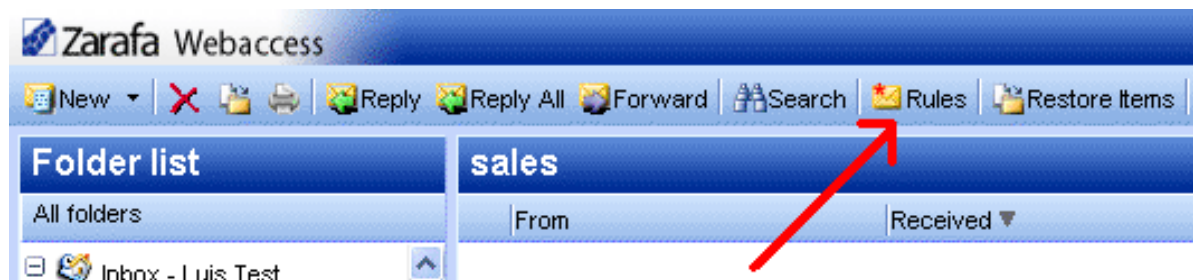 Zarafa Webaccess
New Reply Reply All Forward Search Rules Restore Items
Folder list sales
All folders From Received
Inbox - Luis Test